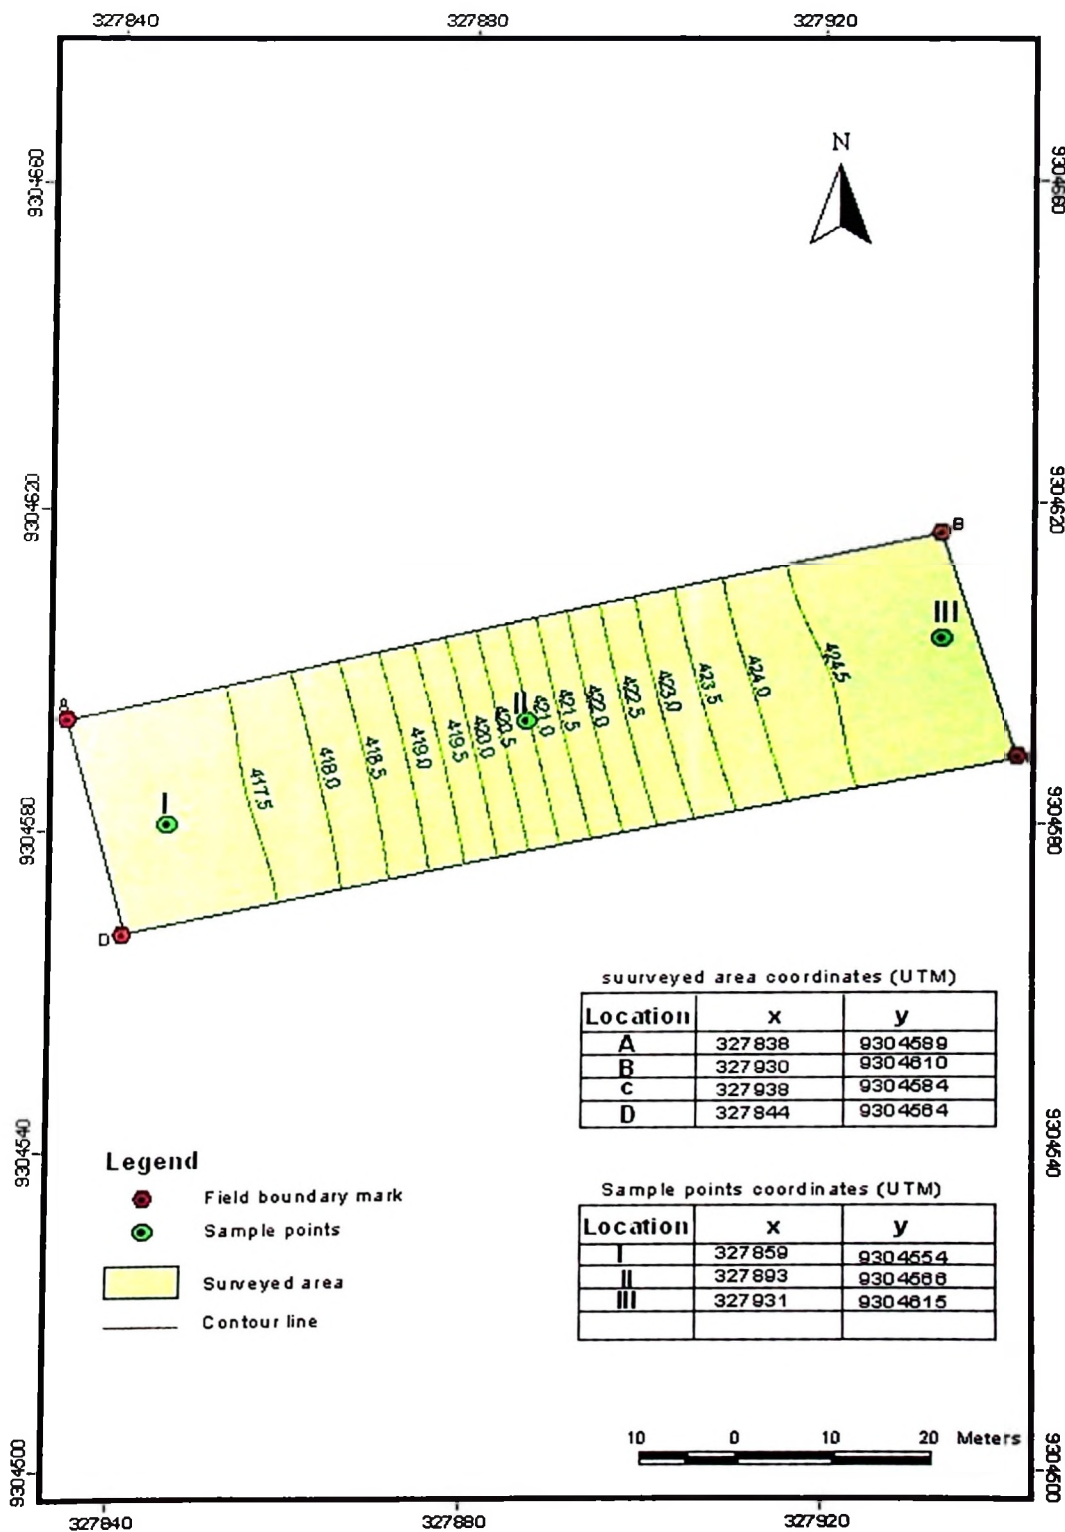 327840 327880 327920
N
9304660 9304660
9304620 9304620
B
III
A
II
417.5 418.0 418.5 419.0 419.5 420.0 420.5 421.0 421.5 422.0 422.5 423.0 423.5 424.0 424.5
I
9304580 9304580
D
suurveyed area coordinates (UTM)
Location x y
A 327838 9304589
B 327930 9304610
c 327938 9304584
D 327844 9304564
9304540 9304540
Legend
Field boundary mark
Sample points
Surveyed area
Contour line
Sample points coordinates (UTM)
Location x y
I 327859 9304554
II 327893 9304566
III 327931 9304615
10 0 10 20 Meters
9304500 9304500
327840 327880 327920